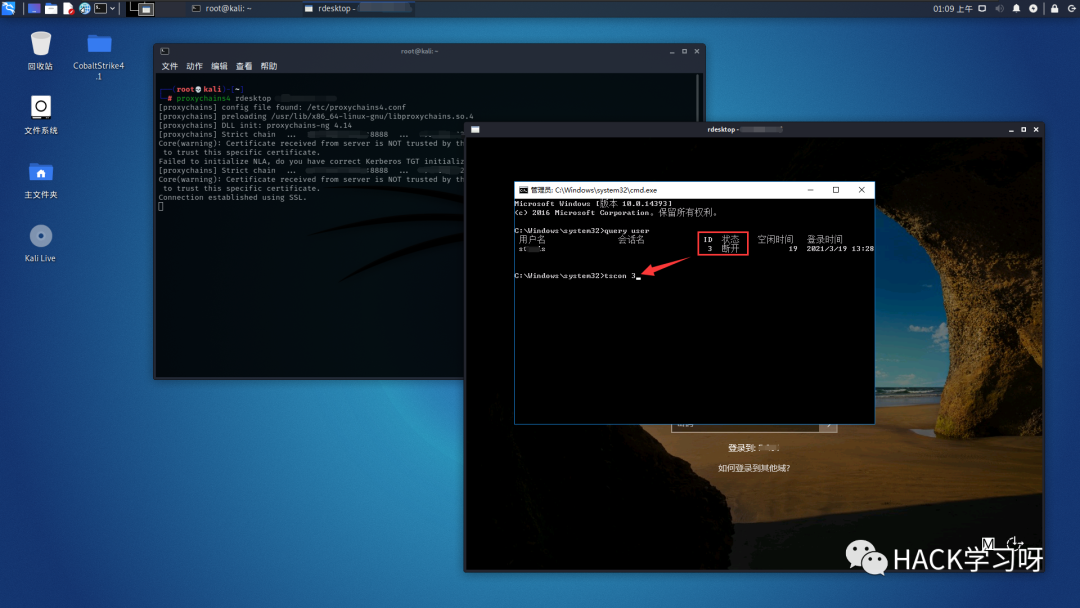 root@kali: ~
rdesktop -
01:09 上午
回收站
CobaltStrike4
.1
文件系统
主文件夹
Kali Live
root@kali: ~
文件 动作 编辑 查看 帮助
root💀kali)-[~]
# proxychains4 rdesktop
[proxychains] config file found: /etc/proxychains4.conf
[proxychains] preloading /usr/lib/x86_64-linux-gnu/libproxychains.so.4
[proxychains] DLL init: proxychains-ng 4.14
[proxychains] Strict chain ... :8888 ...
Core(warning): Certificate received from server is NOT trusted by th
to trust this specific certificate.
Failed to initialize NLA, do you have correct Kerberos TGT initializ
[proxychains] Strict chain ... :8888 ...
Core(warning): Certificate received from server is NOT trusted by th
to trust this specific certificate.
Connection established using SSL.
rdesktop -
管理员: C:\Windows\system32\cmd.exe
Microsoft Windows [版本 10.0.14393]
(c) 2016 Microsoft Corporation。保留所有权利。
C:\Windows\system32>query user
用户名 会话名 ID 状态 空闲时间 登录时间
3 断开 19 2021/3/19 13:28
C:\Windows\system32>tscon 3
登录到:
如何登录到其他域?
HACK学习呀